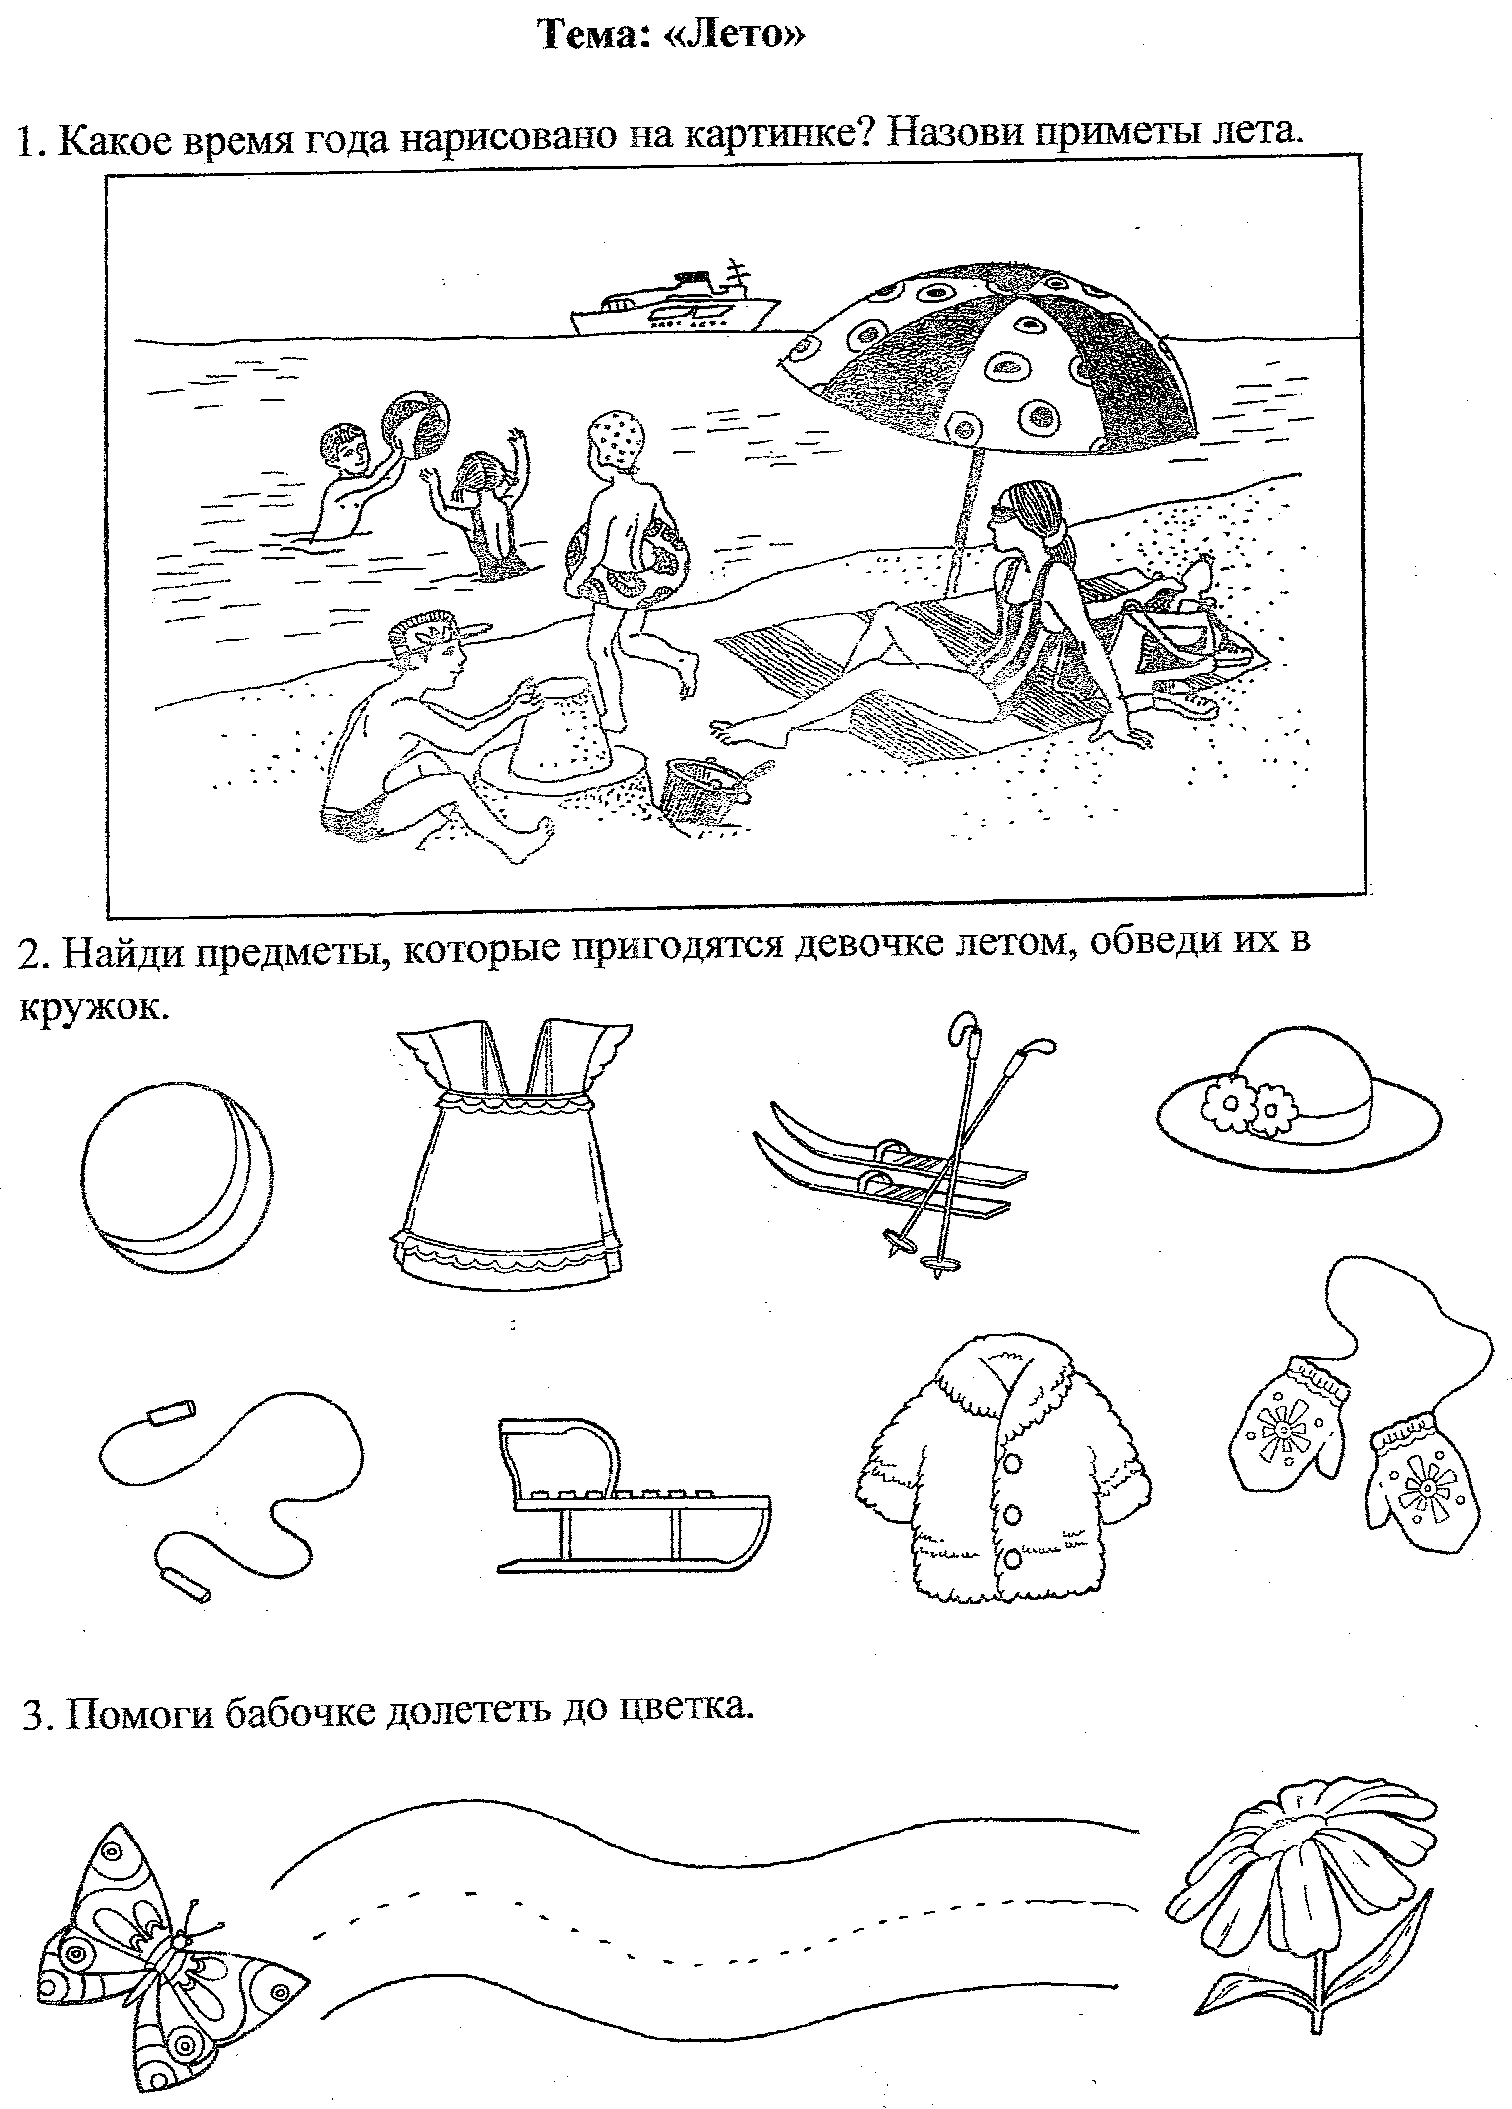 Тема: «Лето»
1. Какое время года нарисовано на картинке? Назови приметы лета.
2. Найди предметы, которые пригодятся девочке летом, обведи их в
кружок.
3. Помоги бабочке долететь до цветка.